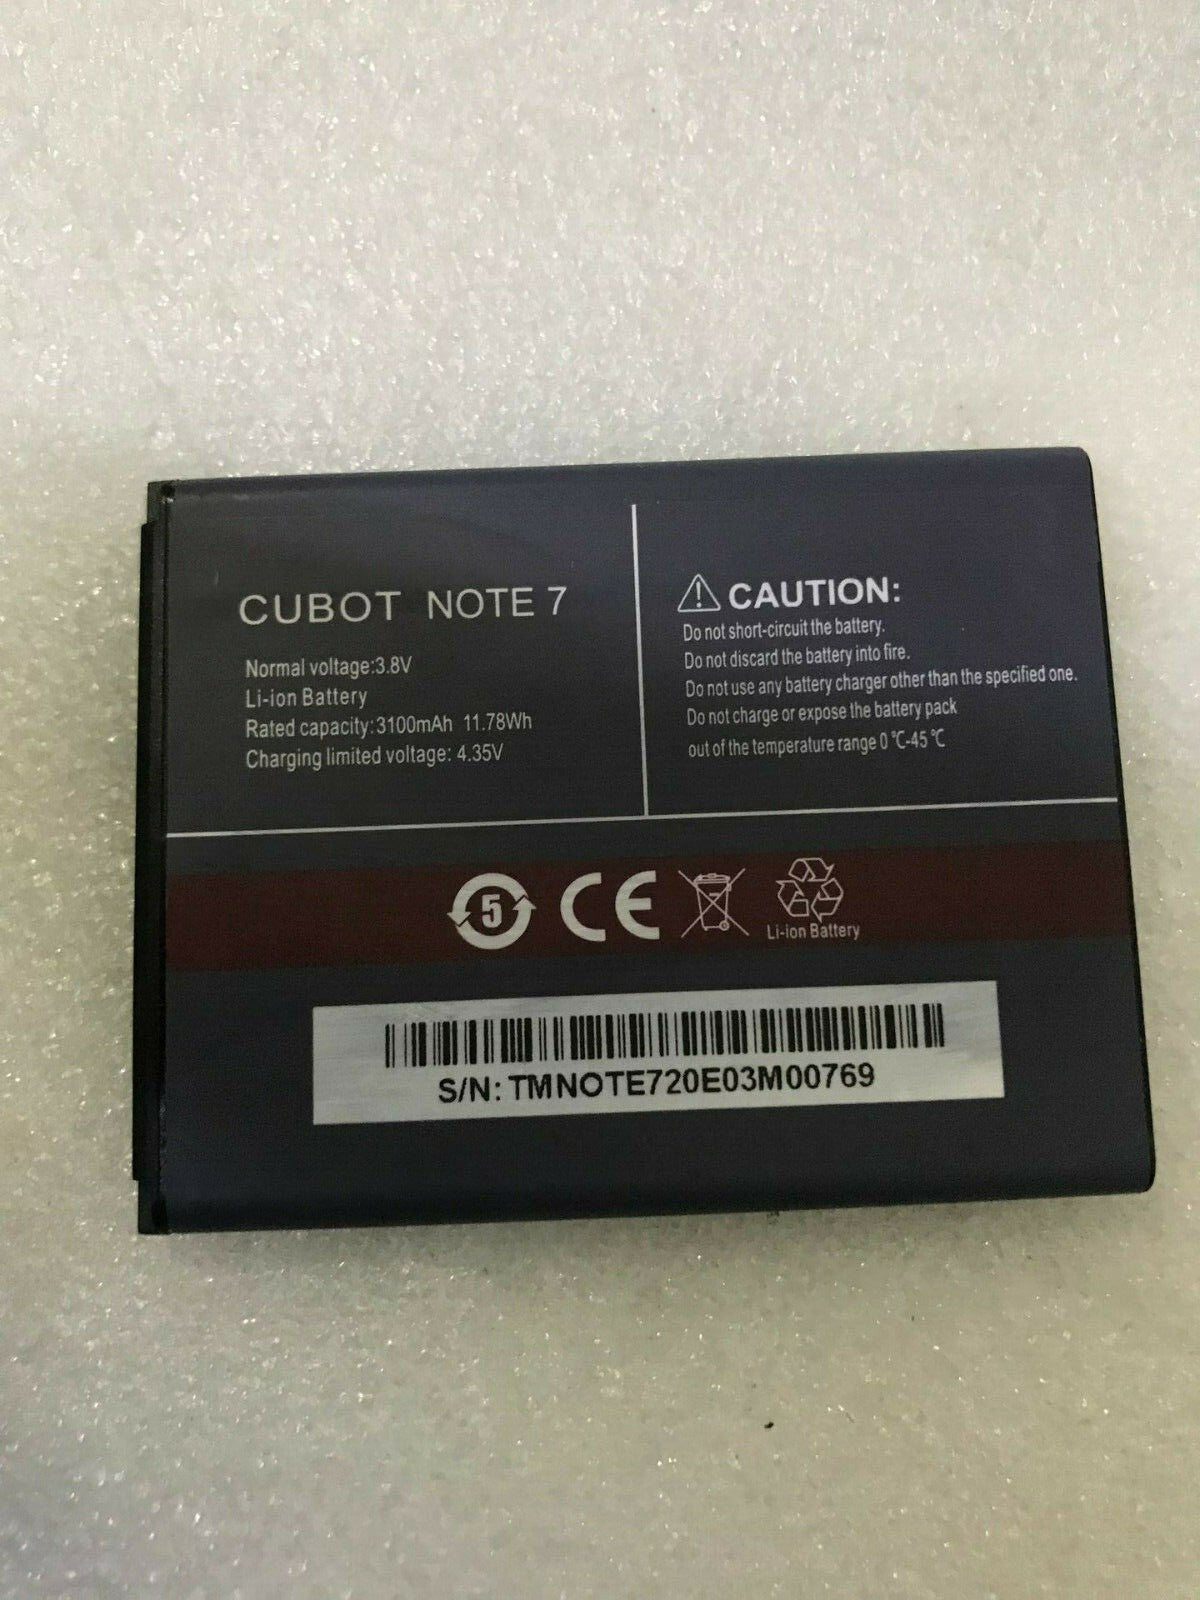 CUBOT NOTE 7
Normal voltage:3.8V
Li-ion Battery
Rated capacity:3100mAh 11.78Wh
Charging limited voltage: 4.35V
CAUTION:
Do not short-circuit the battery.
Do not discard the battery into fire.
Do not use any battery charger other than the specified one.
Do not charge or expose the battery pack
out of the temperature range 0 ℃-45 ℃
5
CE
Li-ion Battery
S/N: TMNOTE720E03M00769